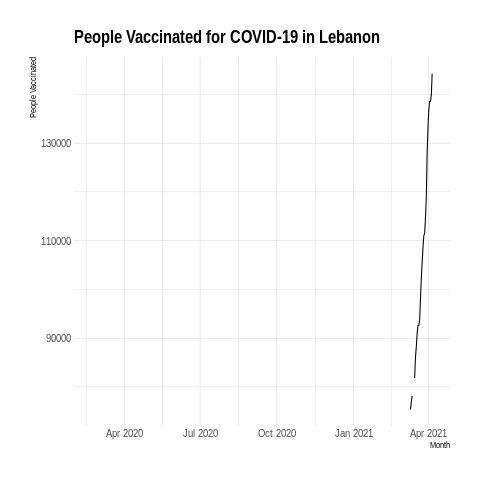 People Vaccinated for COVID-19 in Lebanon
People Vaccinated
130000
110000
90000
Apr 2020 Jul 2020 Oct 2020 Jan 2021 Apr 2021
Month